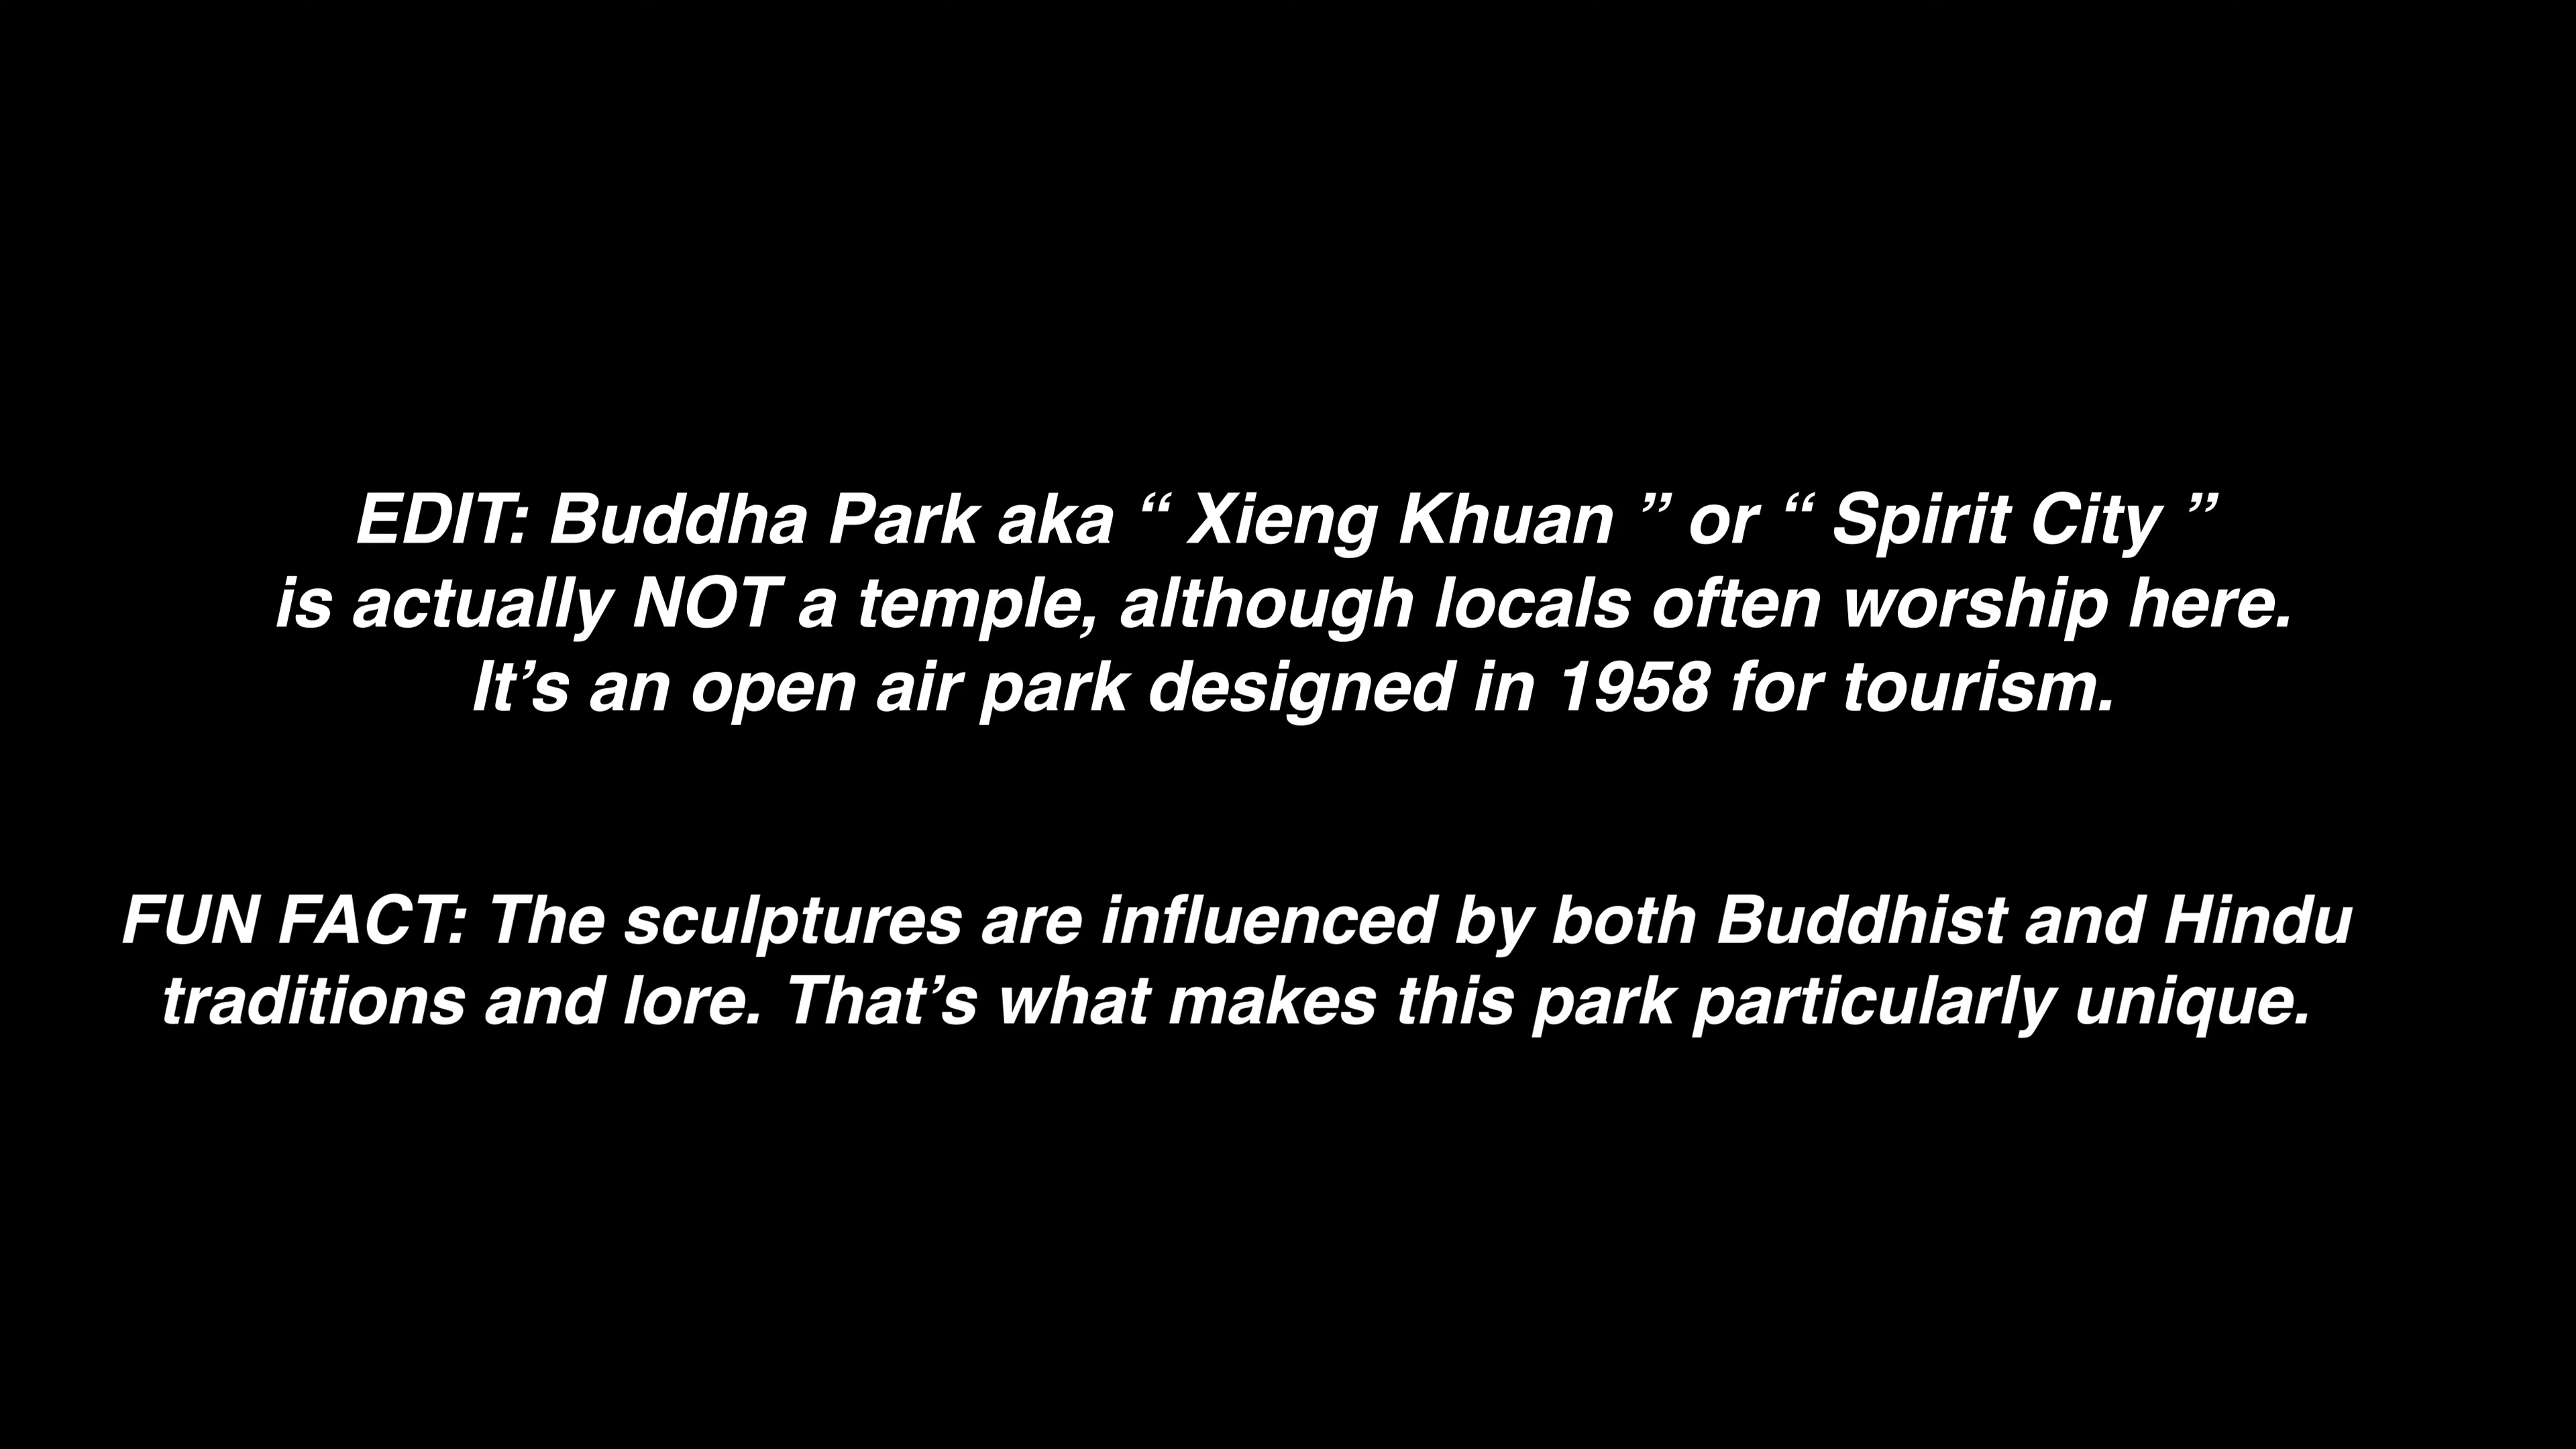 EDIT: Buddha Park aka “ Xieng Khuan ” or “ Spirit City ”
is actually NOT a temple, although locals often worship here.
It’s an open air park designed in 1958 for tourism.
FUN FACT: The sculptures are influenced by both Buddhist and Hindu
traditions and lore. That’s what makes this park particularly unique.